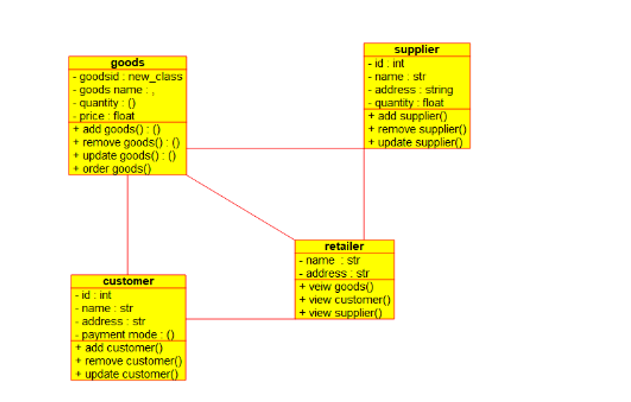 goods
- goodsid : new_class
- goods name : ,
- quantity : ()
- price : float
+ add goods() : ()
+ remove goods() : ()
+ update goods() : ()
+ order goods()
supplier
- id : int
- name : str
- address : string
- quantity : float
+ add supplier()
+ remove supplier()
+ update supplier()
retailer
- name : str
- address : str
+ veiw goods()
+ view customer()
+ view supplier()
customer
- id : int
- name : str
- address : str
- payment mode : ()
+ add customer()
+ remove customer()
+ update customer()